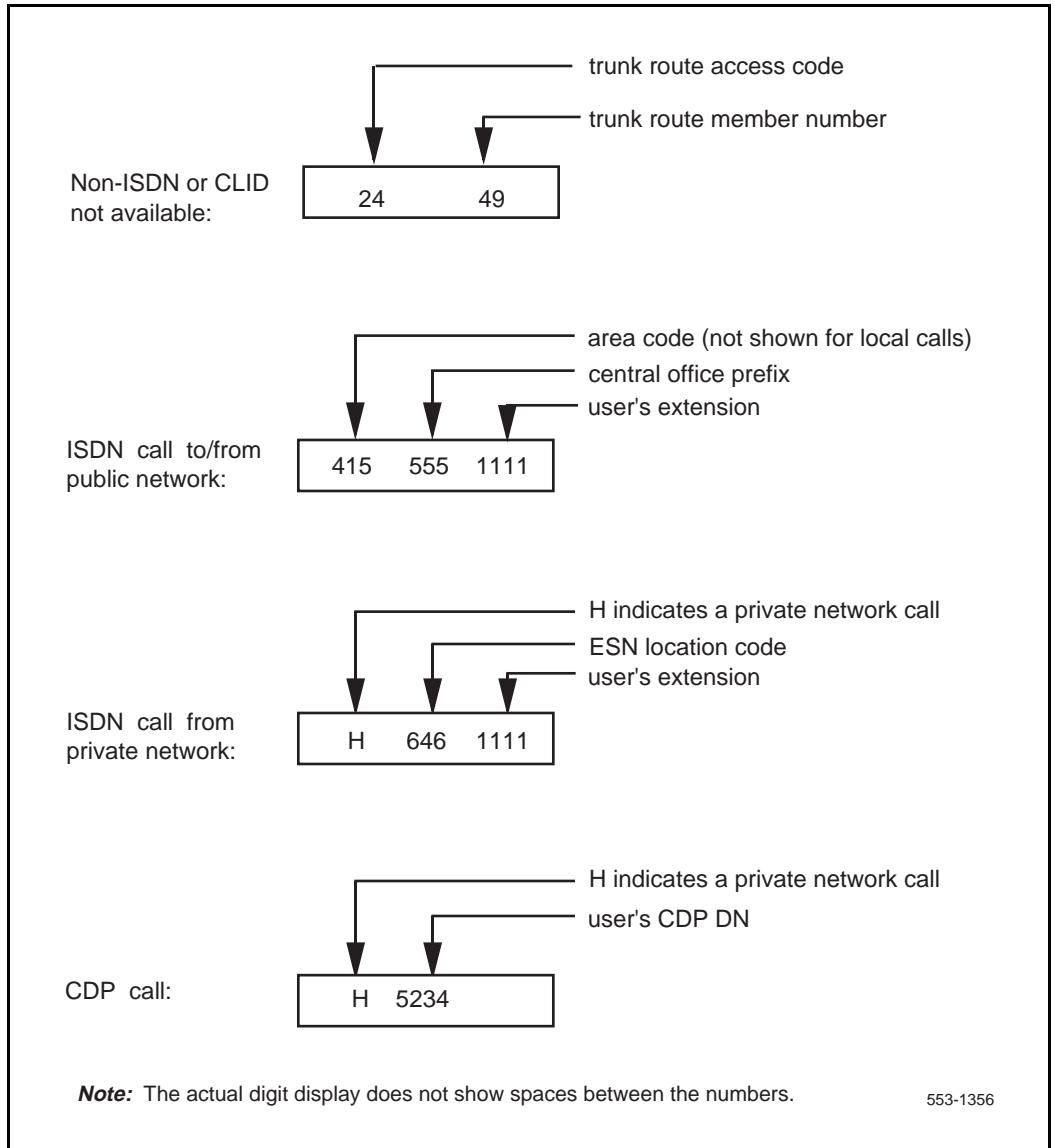 trunk route access code
trunk route member number
Non-ISDN or CLID
not available:
24 49
area code (not shown for local calls)
central office prefix
user's extension
ISDN call to/from
public network:
415 555 1111
H indicates a private network call
ESN location code
user's extension
ISDN call from
private network:
H 646 1111
H indicates a private network call
user's CDP DN
CDP call:
H 5234
Note: The actual digit display does not show spaces between the numbers.
553-1356